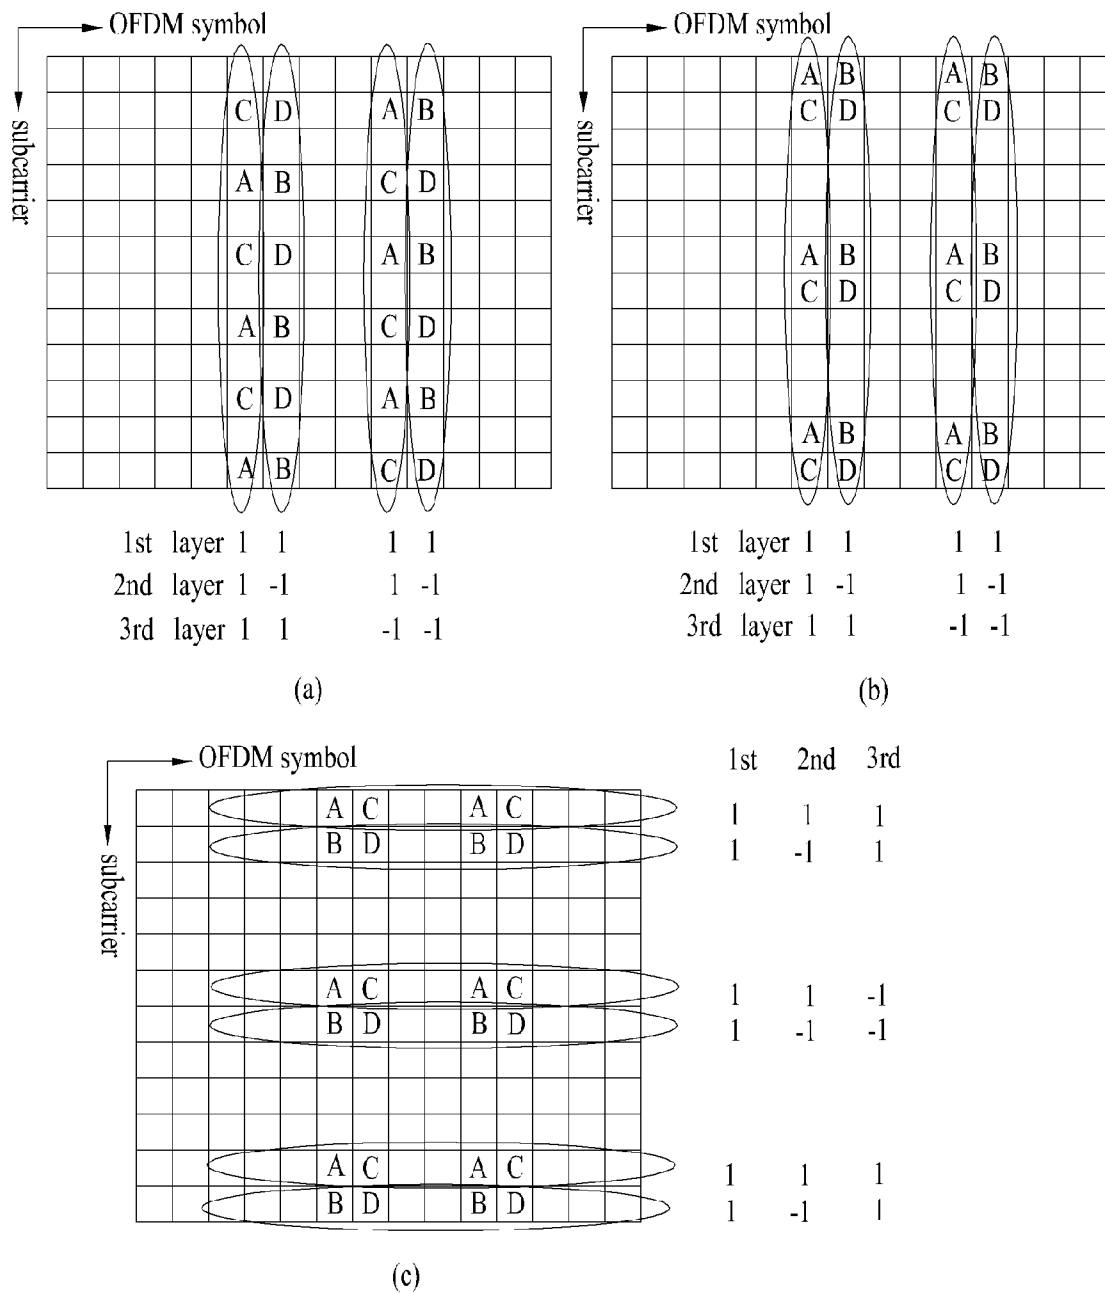 OFDM symbol
subcarrier
C D A B
A B C D
C D A B
A B C D
C D A B
A B C D
1st layer 1 1 1 1
2nd layer 1 -1 1 -1
3rd layer 1 1 -1 -1
(a)
OFDM symbol
subcarrier
A B A B
C D C D
A B A B
C D C D
A B A B
C D C D
1st layer 1 1 1 1
2nd layer 1 -1 1 -1
3rd layer 1 1 -1 -1
(b)
OFDM symbol
subcarrier
1st 2nd 3rd
A C A C 1 1 1
B D B D 1 -1 1
A C A C 1 1 -1
B D B D 1 -1 -1
A C A C 1 1 1
B D B D 1 -1 1
(c)